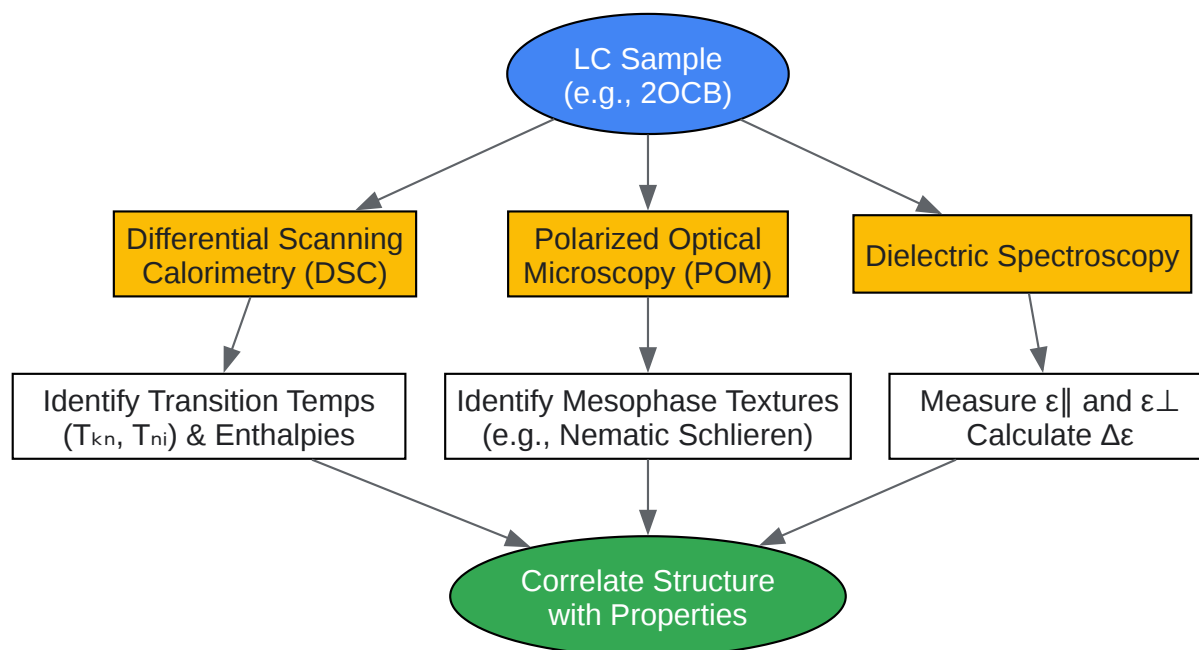 LC Sample
(e.g., 2OCB)
Differential Scanning
Calorimetry (DSC)
Polarized Optical
Microscopy (POM)
Dielectric Spectroscopy
Identify Transition Temps
(Tₖₙ, Tₙᵢ) & Enthalpies
Identify Mesophase Textures
(e.g., Nematic Schlieren)
Measure ε∥ and ε⊥
Calculate Δε
Correlate Structure
with Properties